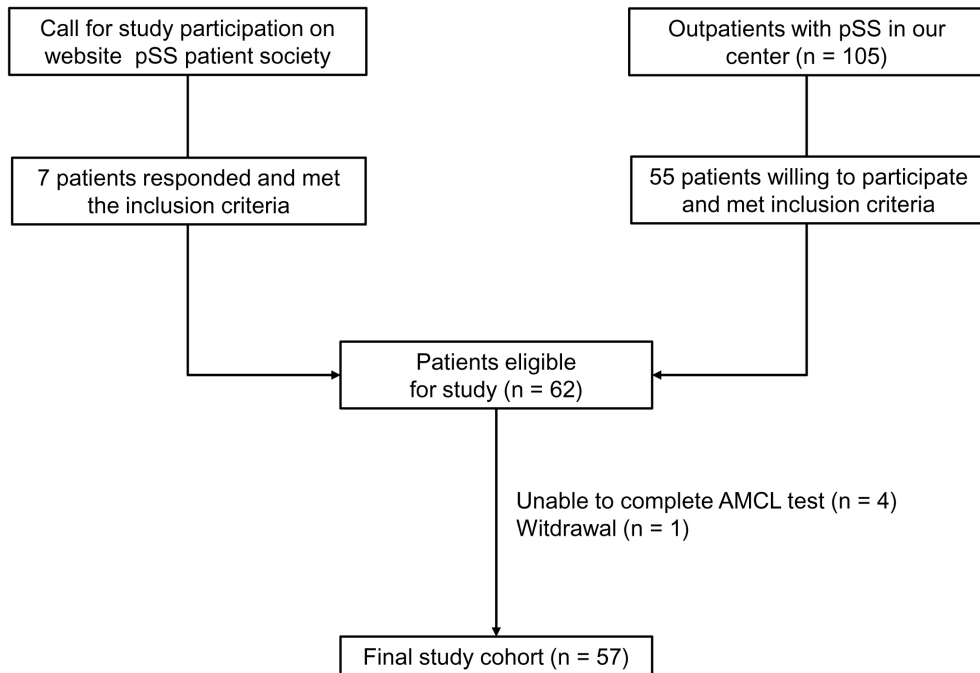 Call for study participation on
website pSS patient society
Outpatients with pSS in our
center (n = 105)
7 patients responded and met
the inclusion criteria
55 patients willing to participate
and met inclusion criteria
Patients eligible
for study (n = 62)
Unable to complete AMCL test (n = 4)
Witdrawal (n = 1)
Final study cohort (n = 57)